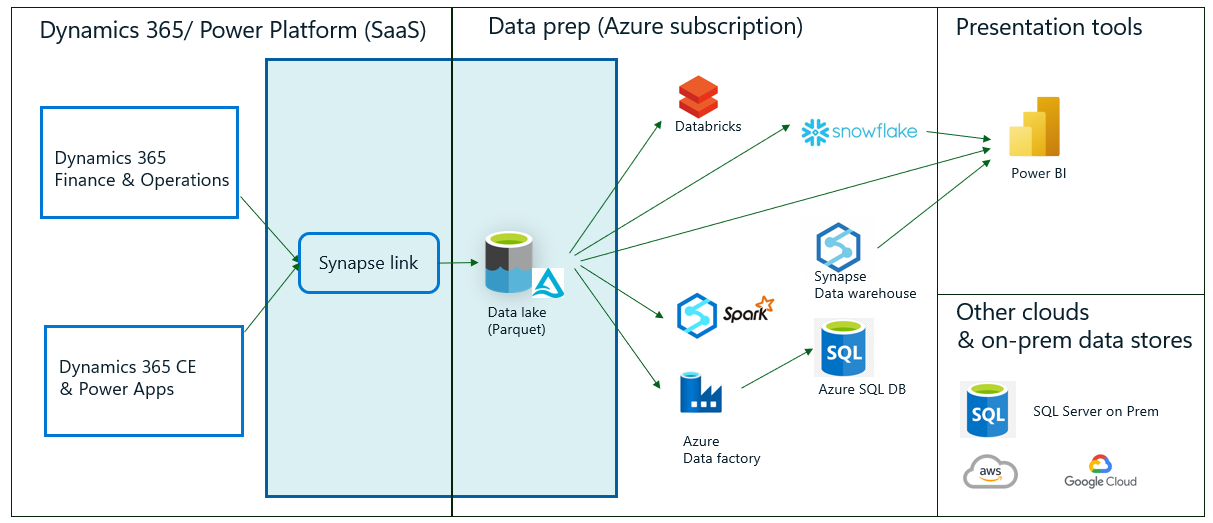 Dynamics 365/ Power Platform (SaaS)
Data prep (Azure subscription)
Presentation tools
Dynamics 365
Finance & Operations
Synapse link
Dynamics 365 CE
& Power Apps
Data lake
(Parquet)
Databricks
snowflake
Power BI
Synapse
Data warehouse
Spark
SQL
Azure SQL DB
Azure
Data factory
Other clouds
& on-prem data stores
SQL
SQL Server on Prem
aws
Google Cloud